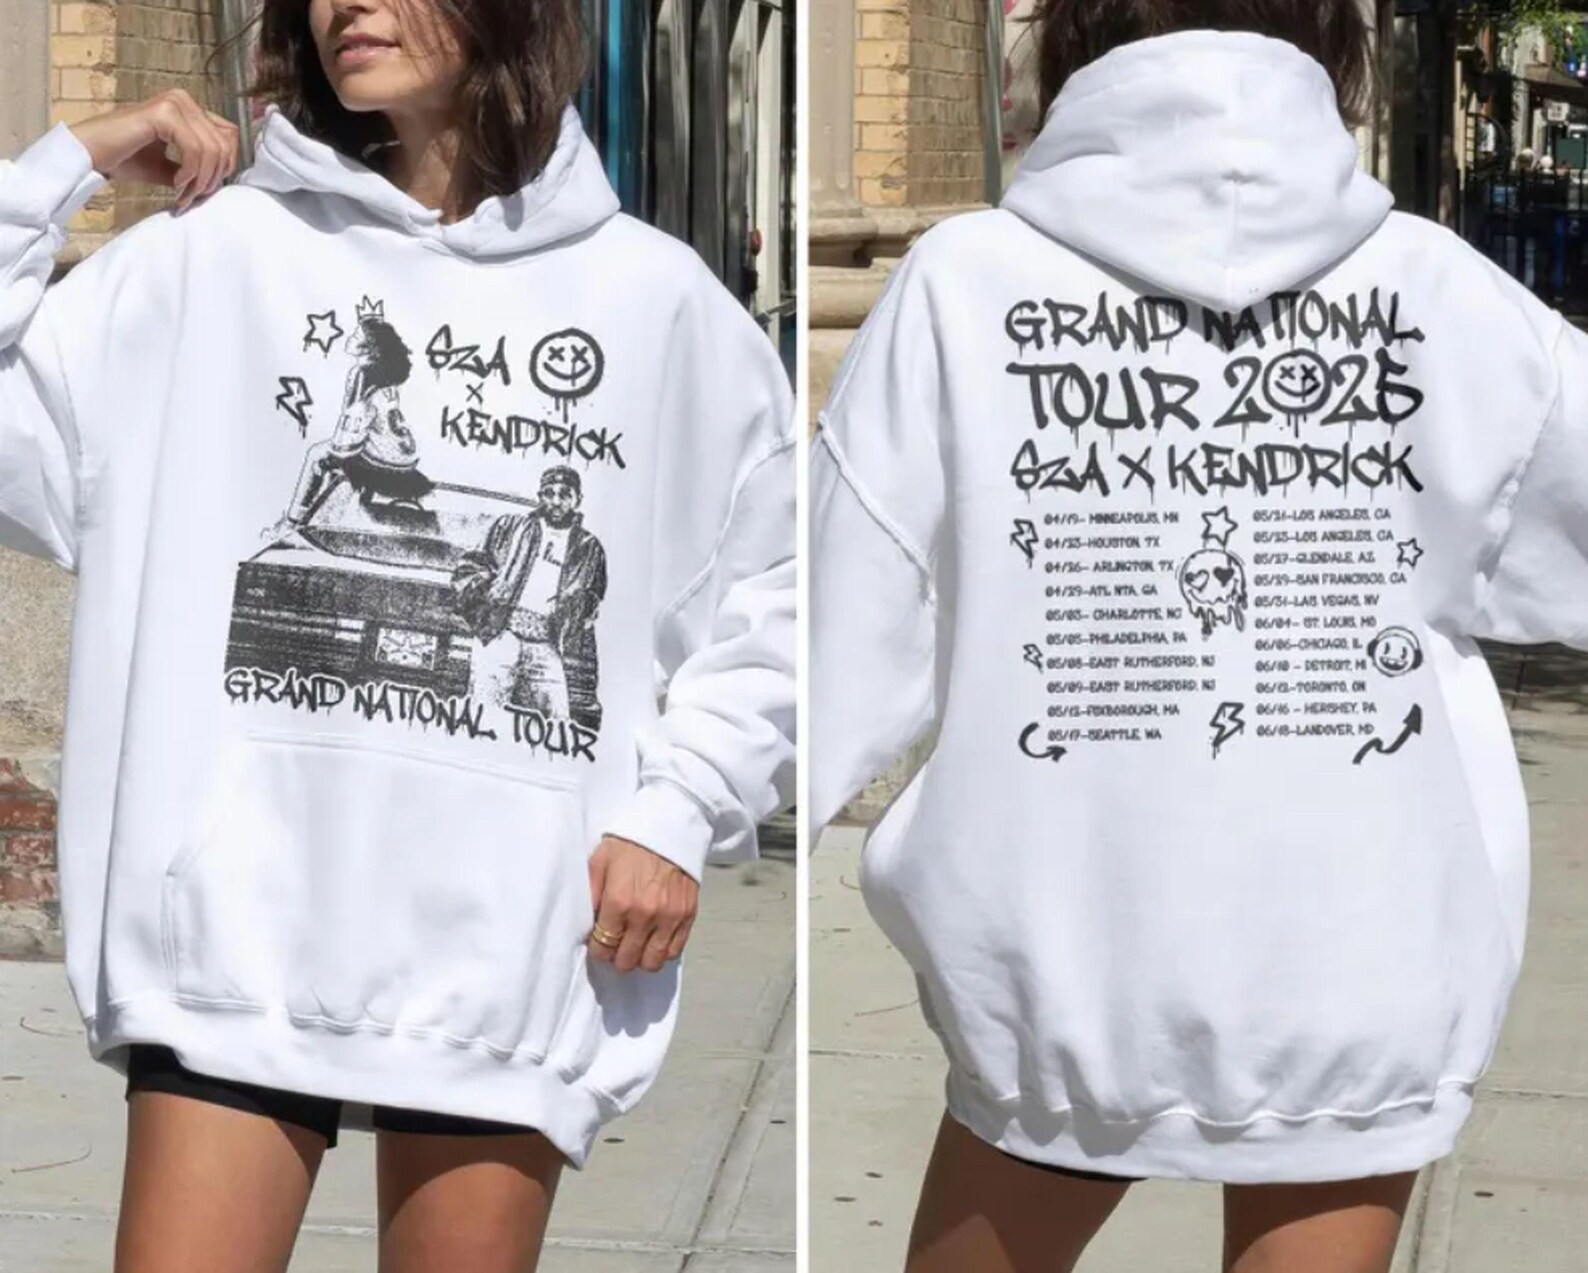 SZA
X
KENDRICK
GRAND NATIONAL TOUR
GRAND NATIONAL
TOUR 2025
SZA X KENDRICK
04/19- MINNEAPOLIS, MN
04/23-HOUSTON, TX
04/26- ARLINGTON, TX
04/29-ATL NTA, GA
05/03- CHARLOTTE, NC
05/05-PHILADELPHIA, PA
05/08-EAST RUTHERFORD, NJ
05/09-EAST RUTHERFORD, NJ
05/12-FOXBOROUGH, MA
05/17-SEATTLE, WA
05/21-LOS ANGELES, CA
05/23-LOS ANGELES, CA
05/27-GLENDALE, AZ
05/29-SAN FRANCISCO, CA
05/31-LAS VEGAS, NV
06/04- ST. LOUIS, MO
06/06-CHICIAGO, IL
06/10 - DETROIT, MI
06/12-TORONTO, ON
06/16 - HERSHEY, PA
06/18-LANDOVER, MD